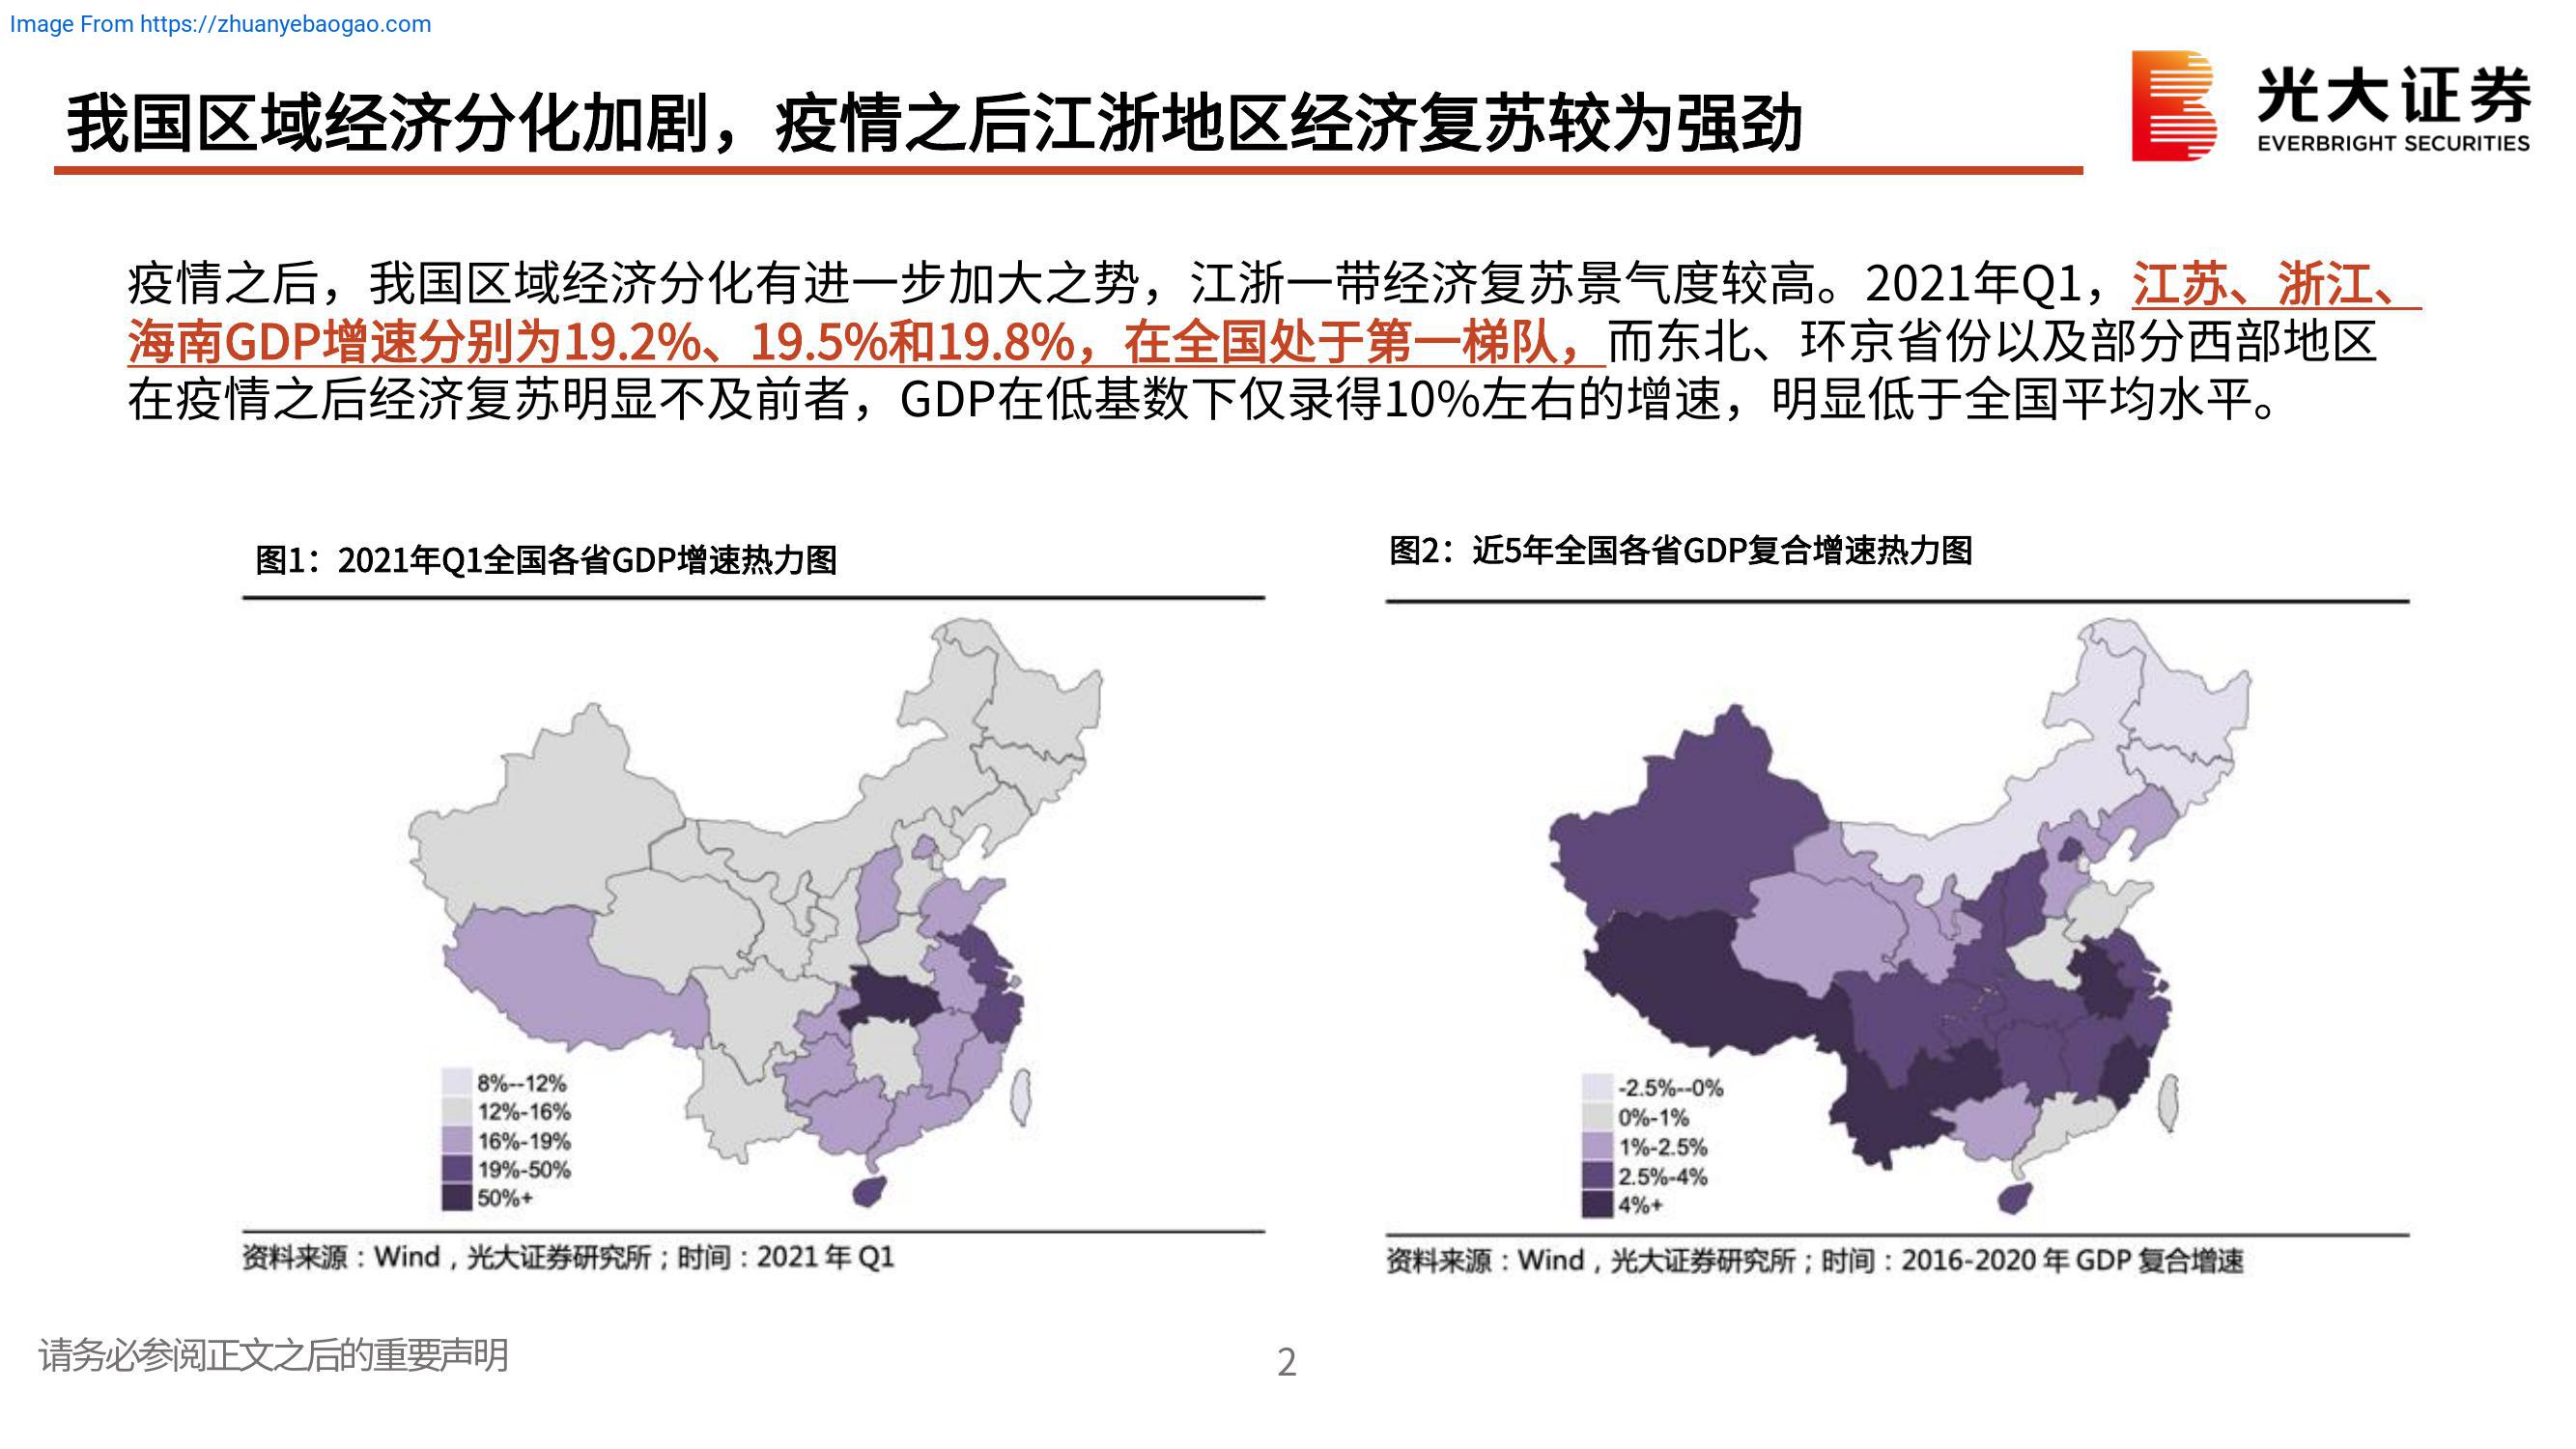 Image From https://zhuanyebaogao.com
我国区域经济分化加剧，疫情之后江浙地区经济复苏较为强劲
光大证券
EVERBRIGHT SECURITIES
疫情之后，我国区域经济分化有进一步加大之势，江浙一带经济复苏景气度较高。2021年Q1，江苏、浙江、
海南GDP增速分别为19.2%、19.5%和19.8%，在全国处于第一梯队，而东北、环京省份以及部分西部地区
在疫情之后经济复苏明显不及前者，GDP在低基数下仅录得10%左右的增速，明显低于全国平均水平。
图1：2021年Q1全国各省GDP增速热力图
8%--12%
12%-16%
16%-19%
19%-50%
50%+
资料来源：Wind，光大证券研究所；时间：2021 年 Q1
图2：近5年全国各省GDP复合增速热力图
-2.5%--0%
0%-1%
1%-2.5%
2.5%-4%
4%+
资料来源：Wind，光大证券研究所；时间：2016-2020 年 GDP 复合增速
请务必参阅正文之后的重要声明
2